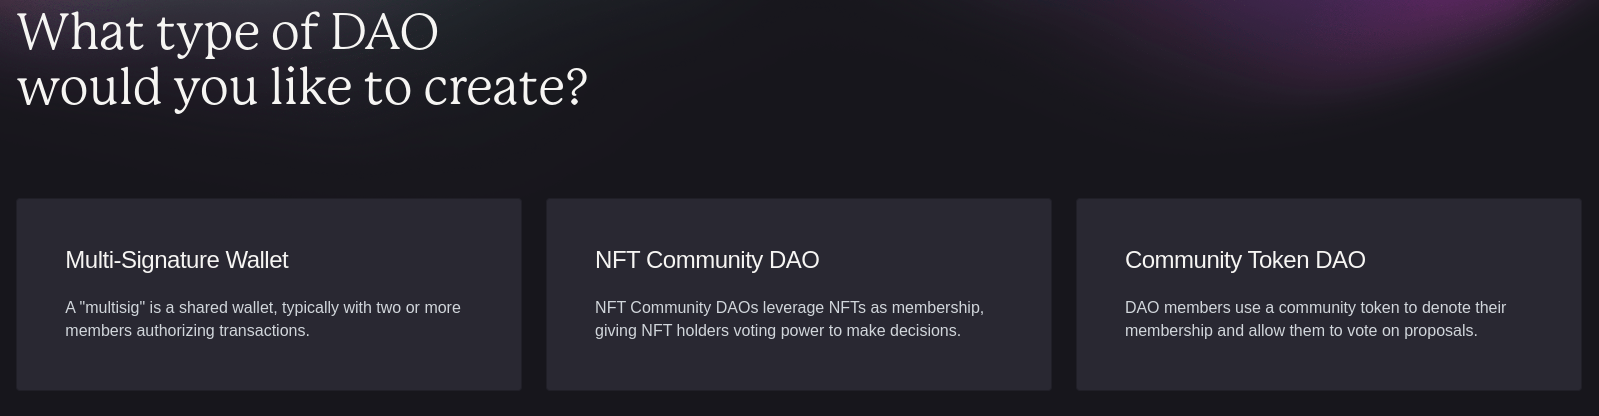 What type of DAO
would you like to create?
Multi-Signature Wallet
A "multisig" is a shared wallet, typically with two or more
members authorizing transactions.
NFT Community DAO
NFT Community DAOs leverage NFTs as membership,
giving NFT holders voting power to make decisions.
Community Token DAO
DAO members use a community token to denote their
membership and allow them to vote on proposals.